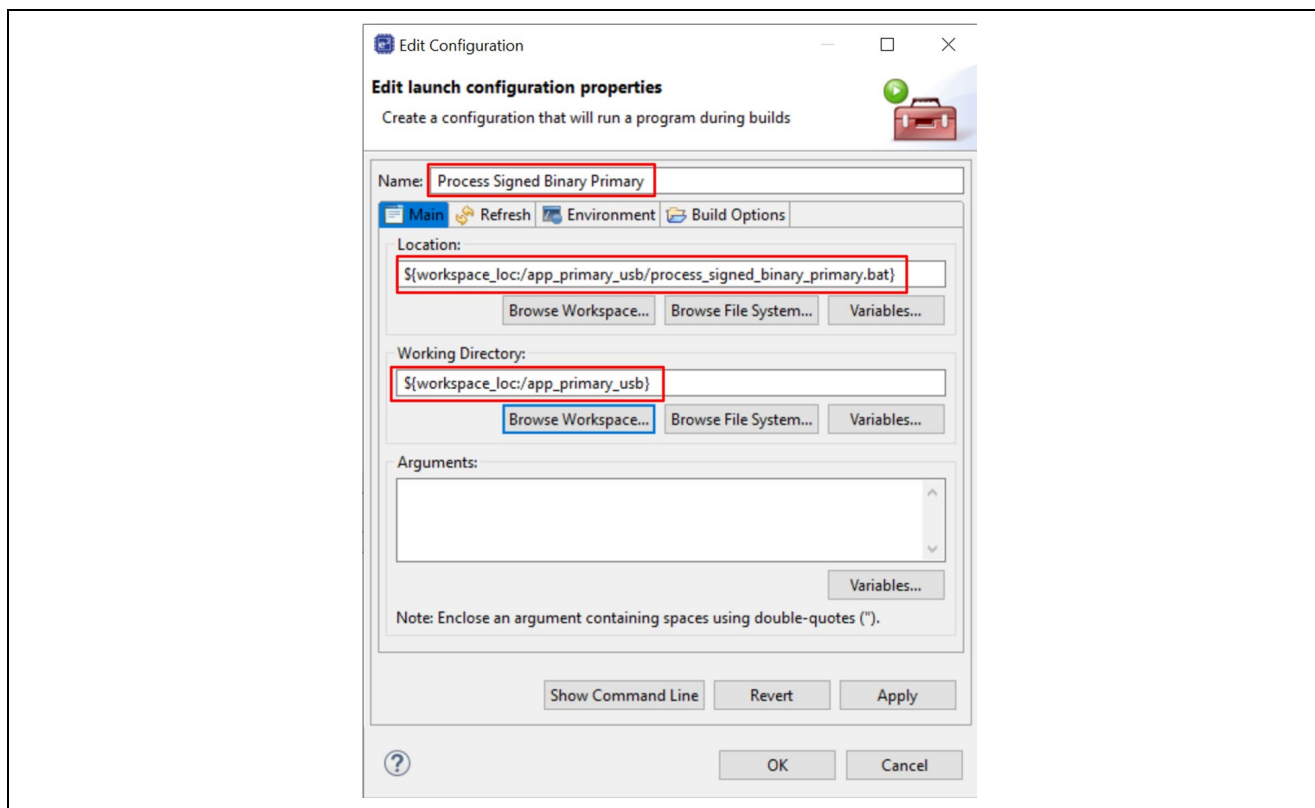 Edit Configuration
Edit launch configuration properties
Create a configuration that will run a program during builds
Name: Process Signed Binary Primary
Main Refresh Environment Build Options
Location:
${workspace_loc:/app_primary_usb/process_signed_binary_primary.bat}
Browse Workspace... Browse File System... Variables...
Working Directory:
${workspace_loc:/app_primary_usb}
Browse Workspace... Browse File System... Variables...
Arguments:
Variables...
Note: Enclose an argument containing spaces using double-quotes (").
Show Command Line Revert Apply
? OK Cancel